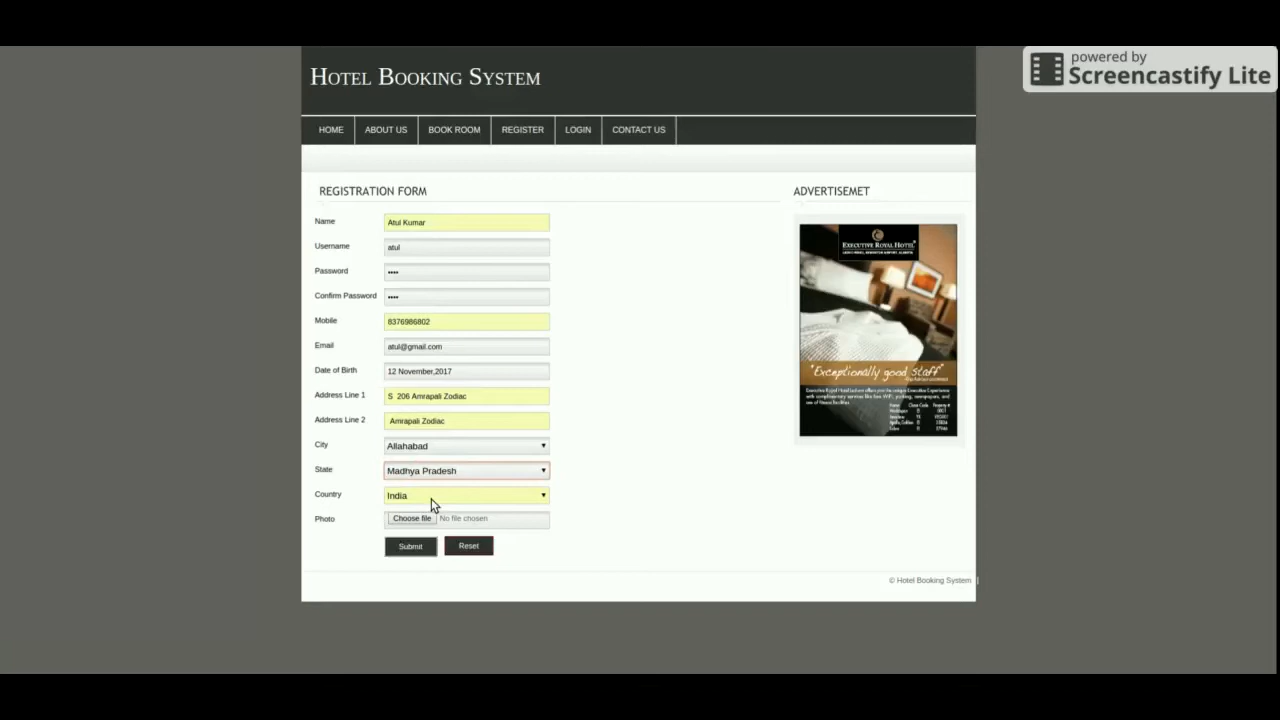 powered by
Screencastify Lite
Hotel Booking System
HOME
ABOUT US
BOOK ROOM
REGISTER
LOGIN
CONTACT US
REGISTRATION FORM
Name
Atul Kumar
Username
atul
Password
••••
Confirm Password
••••
Mobile
8376986802
Email
atul@gmail.com
Date of Birth
12 November,2017
Address Line 1
S 206 Amrapali Zodiac
Address Line 2
Amrapali Zodiac
City
Allahabad
State
Madhya Pradesh
Country
India
Photo
Choose file No file chosen
Submit
Reset
ADVERTISEMET
Executive Royal Hotel
"Exceptionally good staff"
© Hotel Booking System |